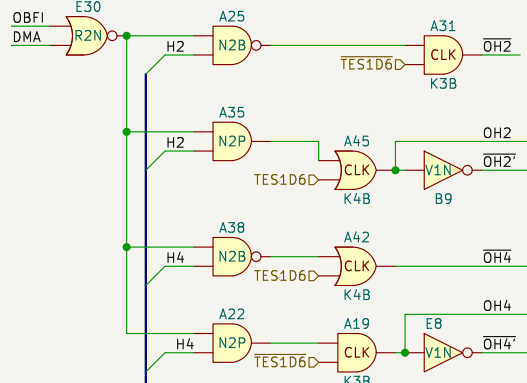 E30
OBFI
DMA
R2N
A25
H2
N2B
A31
TES1D6
CLK
OH2
K3B
A35
H2
N2P
A45
CLK
TES1D6
K4B
OH2
OH2′
V1N
B9
A38
N2B
H4
A42
CLK
TES1D6
K4B
OH4
A22
H4
N2P
A19
CLK
TES1D6
K3B
OH4
E8
V1N
OH4′